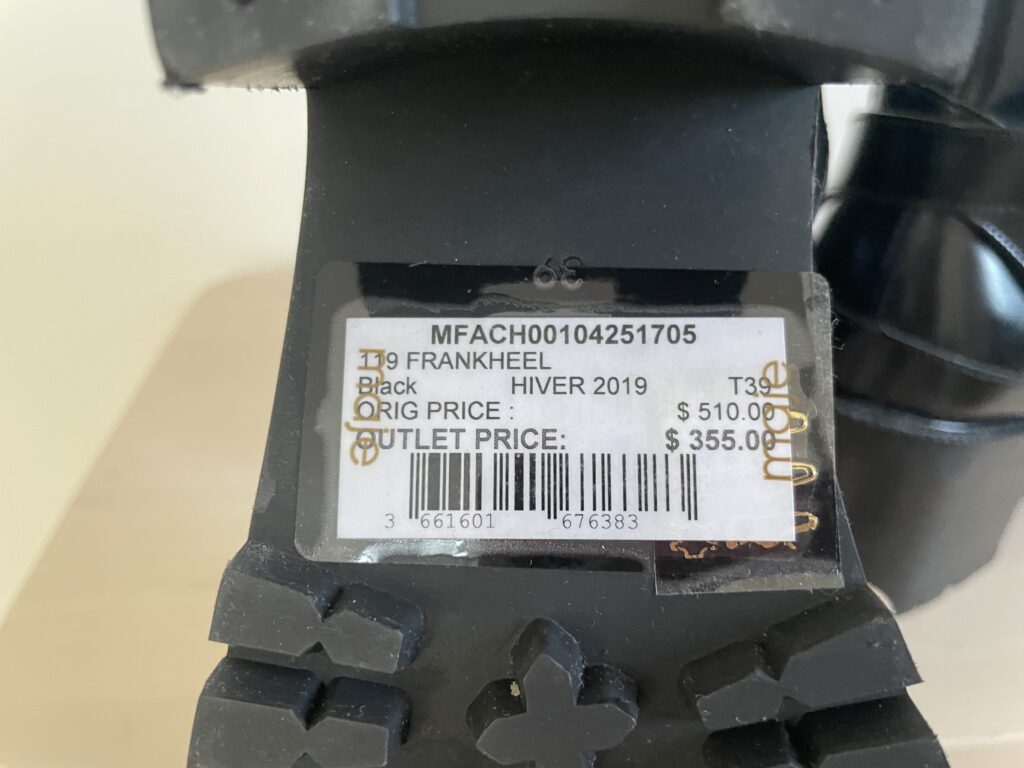 39
MFACH00104251705
119 FRANKHEEL
Black HIVER 2019 T39
ORIG PRICE : $ 510.00
OUTLET PRICE: $ 355.00
3 661601 676383
maje
maje